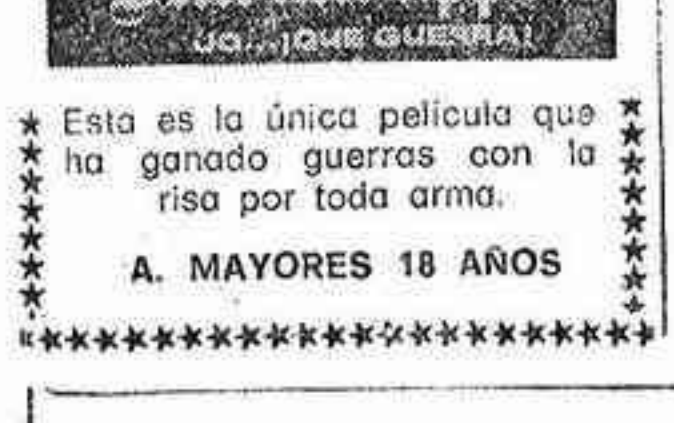 JO...¡QUE GUERRA!
Esta es la única película que
ha ganado guerras con la
risa por toda arma.
A. MAYORES 18 AÑOS